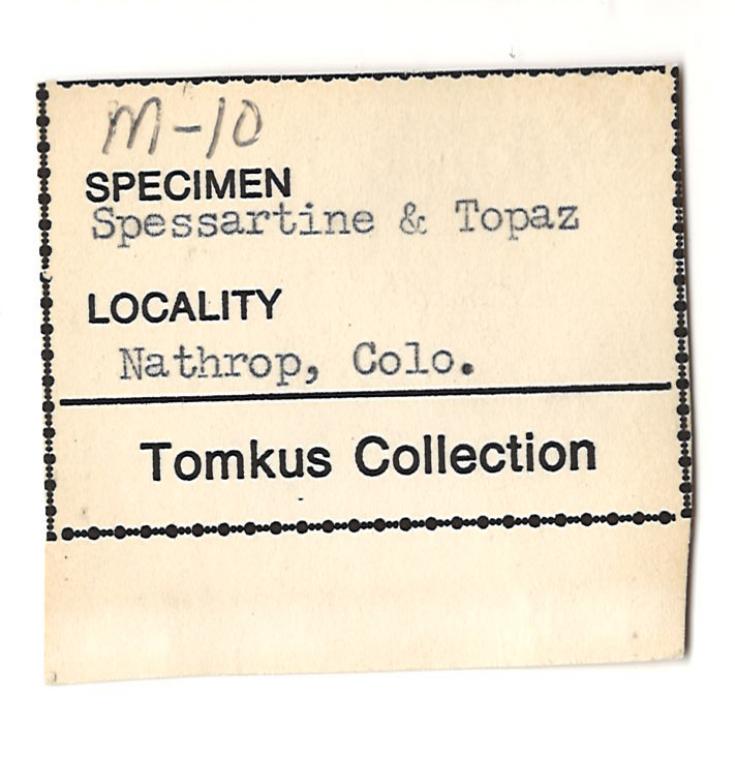 M-10
SPECIMEN
Spessartine & Topaz
LOCALITY
Nathrop, Colo.
Tomkus Collection